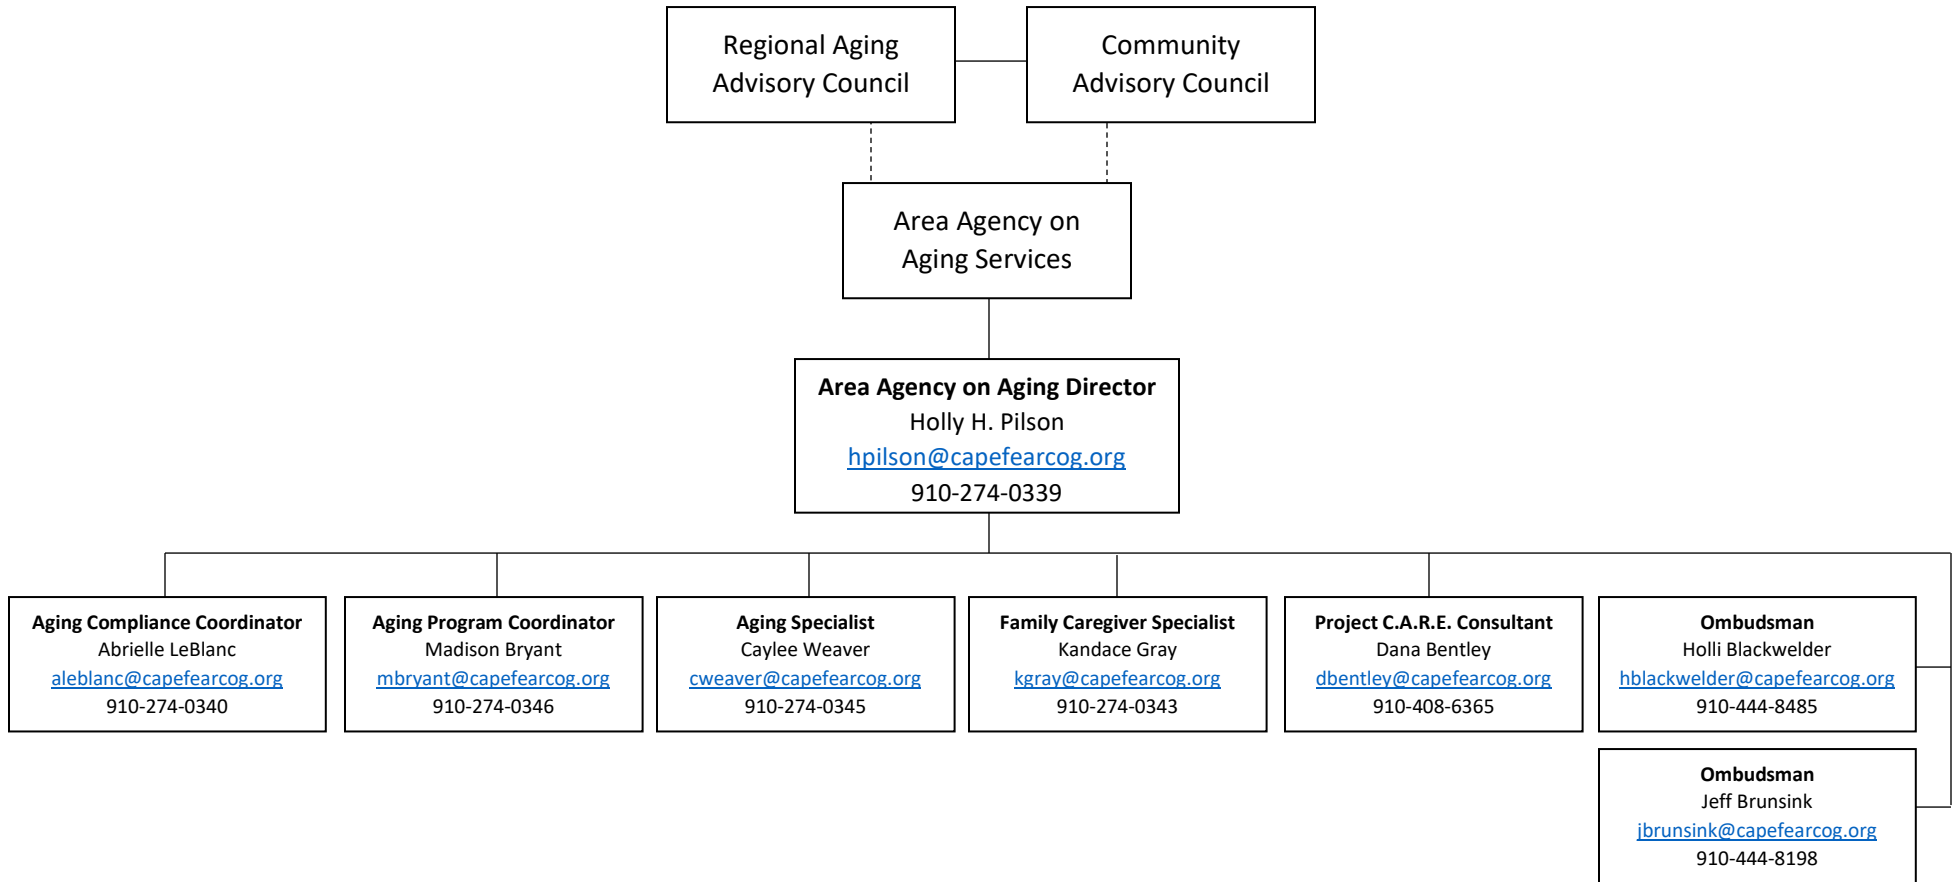 Regional Aging
Advisory Council
Community
Advisory Council
Area Agency on
Aging Services
Area Agency on Aging Director
Holly H. Pilson
hpilson@capefearcog.org
910-274-0339
Aging Compliance Coordinator
Abrielle LeBlanc
aleblanc@capefearcog.org
910-274-0340
Aging Program Coordinator
Madison Bryant
mbryant@capefearcog.org
910-274-0346
Aging Specialist
Caylee Weaver
cweaver@capefearcog.org
910-274-0345
Family Caregiver Specialist
Kandace Gray
kgray@capefearcog.org
910-274-0343
Project C.A.R.E. Consultant
Dana Bentley
dbentley@capefearcog.org
910-408-6365
Ombudsman
Holli Blackwelder
hblackwelder@capefearcog.org
910-444-8485
Ombudsman
Jeff Brunsink
jbrunsink@capefearcog.org
910-444-8198